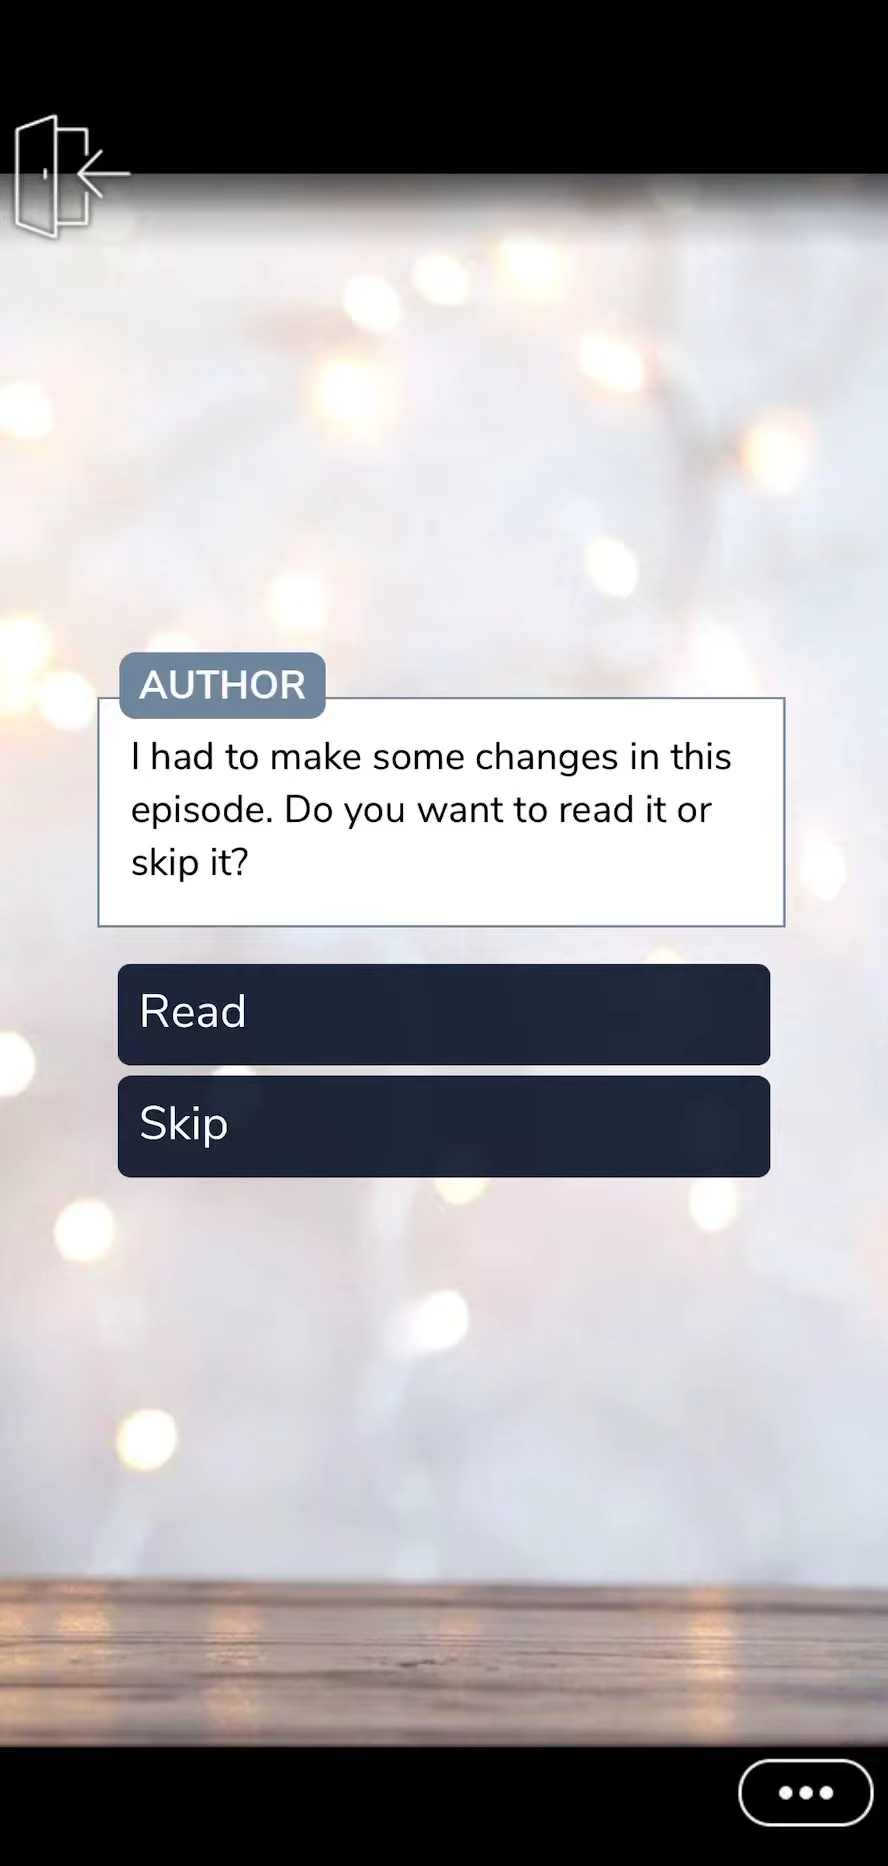 AUTHOR
I had to make some changes in this
episode. Do you want to read it or
skip it?
Read
Skip